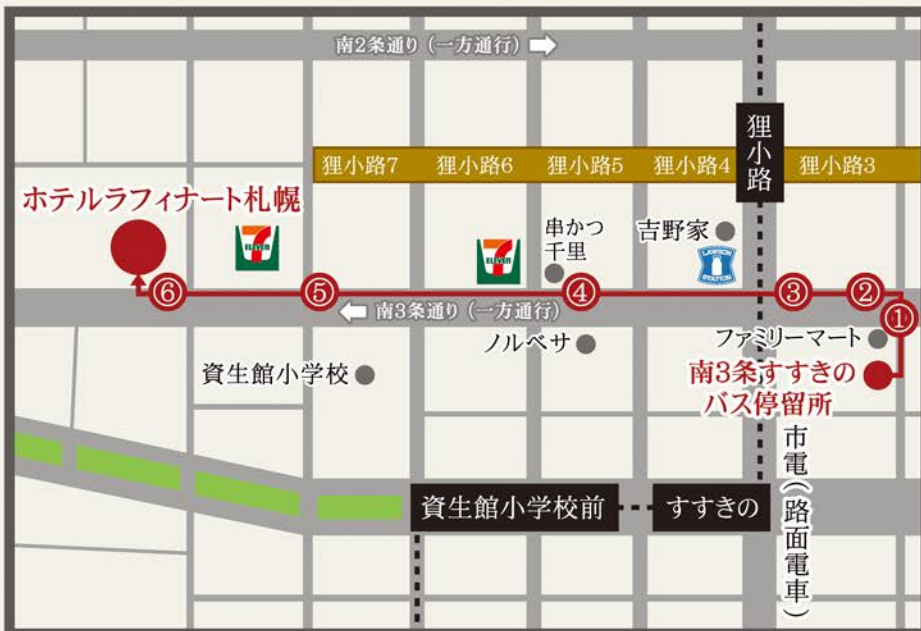 南2条通り（一方通行）
狸小路
狸小路7
狸小路6
狸小路5
狸小路4
狸小路3
ホテルラフィナート札幌
ELEVEN
ELEVEN
串かつ
千里
吉野家
LAWSON
STATION
⑥
⑤
④
③
②
①
南3条通り（一方通行）
資生館小学校
ノルベサ
ファミリーマート
南3条すすきの
バス停留所
資生館小学校前
すすきの
市電（路面電車）